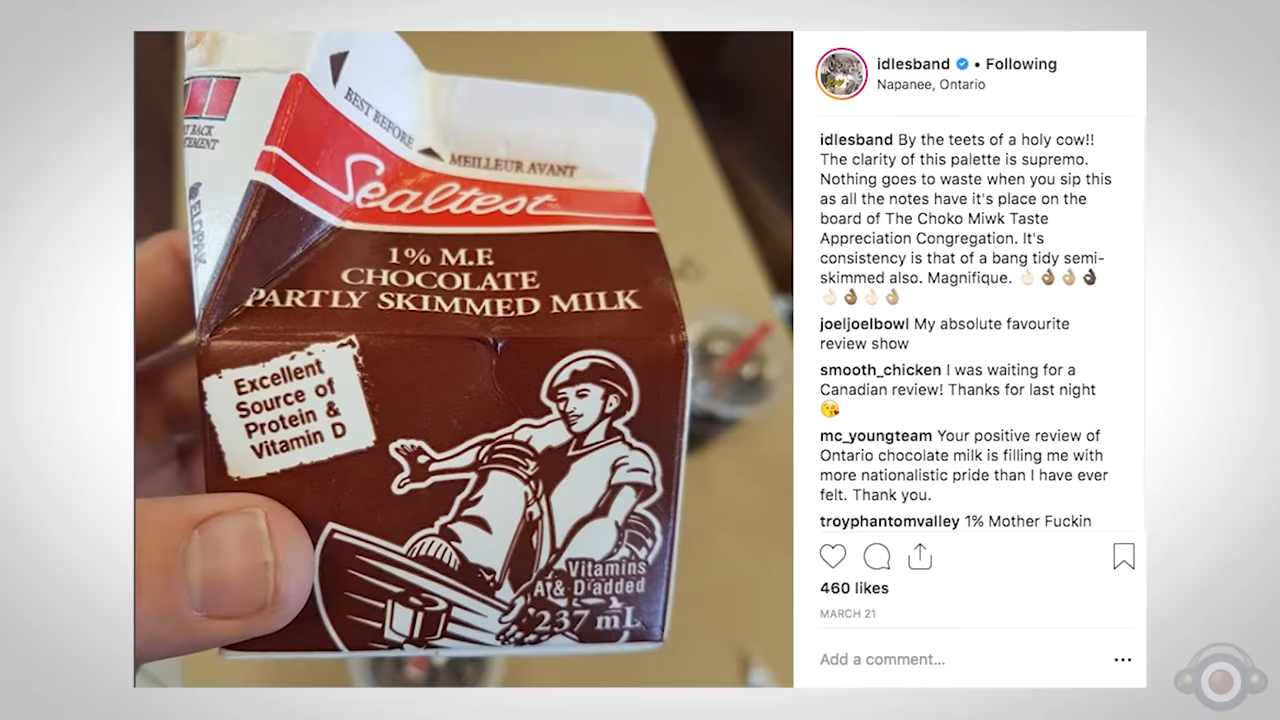 BEST BEFORE
MEILLEUR AVANT
Sealtest
1% M.F.
CHOCOLATE
PARTLY SKIMMED MILK
Excellent
Source of
Protein &
Vitamin D
Vitamins
A & D added
237 mL
idlesband • Following
Napanee, Ontario
idlesband By the teets of a holy cow!!
The clarity of this palette is supremo.
Nothing goes to waste when you sip this
as all the notes have it's place on the
board of The Choko Miwk Taste
Appreciation Congregation. It's
consistency is that of a bang tidy semi-
skimmed also. Magnifique. 👌🏻👌🏾👌🏽👌🏿
👌🏻👌🏾👌🏻👌🏼
joeljoelbowl My absolute favourite
review show
smooth_chicken I was waiting for a
Canadian review! Thanks for last night
😘
mc_youngteam Your positive review of
Ontario chocolate milk is filling me with
more nationalistic pride than I have ever
felt. Thank you.
troyphantomvalley 1% Mother Fuckin
460 likes
MARCH 21
Add a comment...